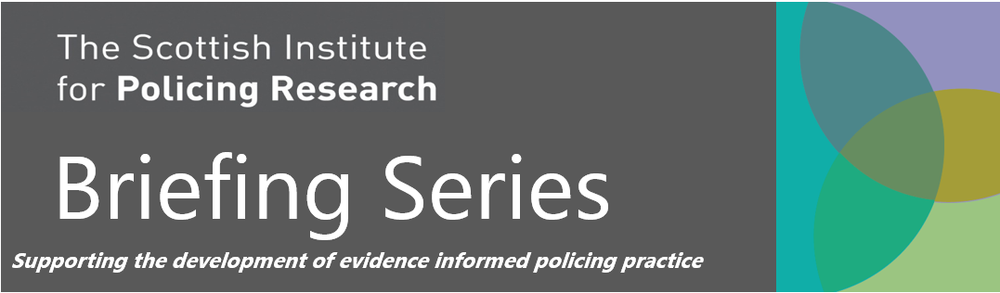 The Scottish Institute
for Policing Research
Briefing Series
Supporting the development of evidence informed policing practice